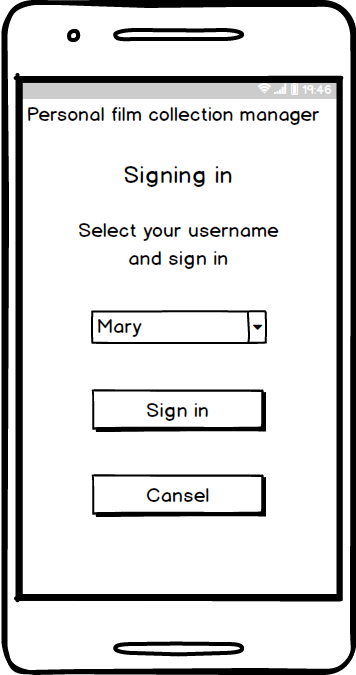 19:46
Personal film collection manager
Signing in
Select your username
and sign in
Mary
Sign in
Cansel